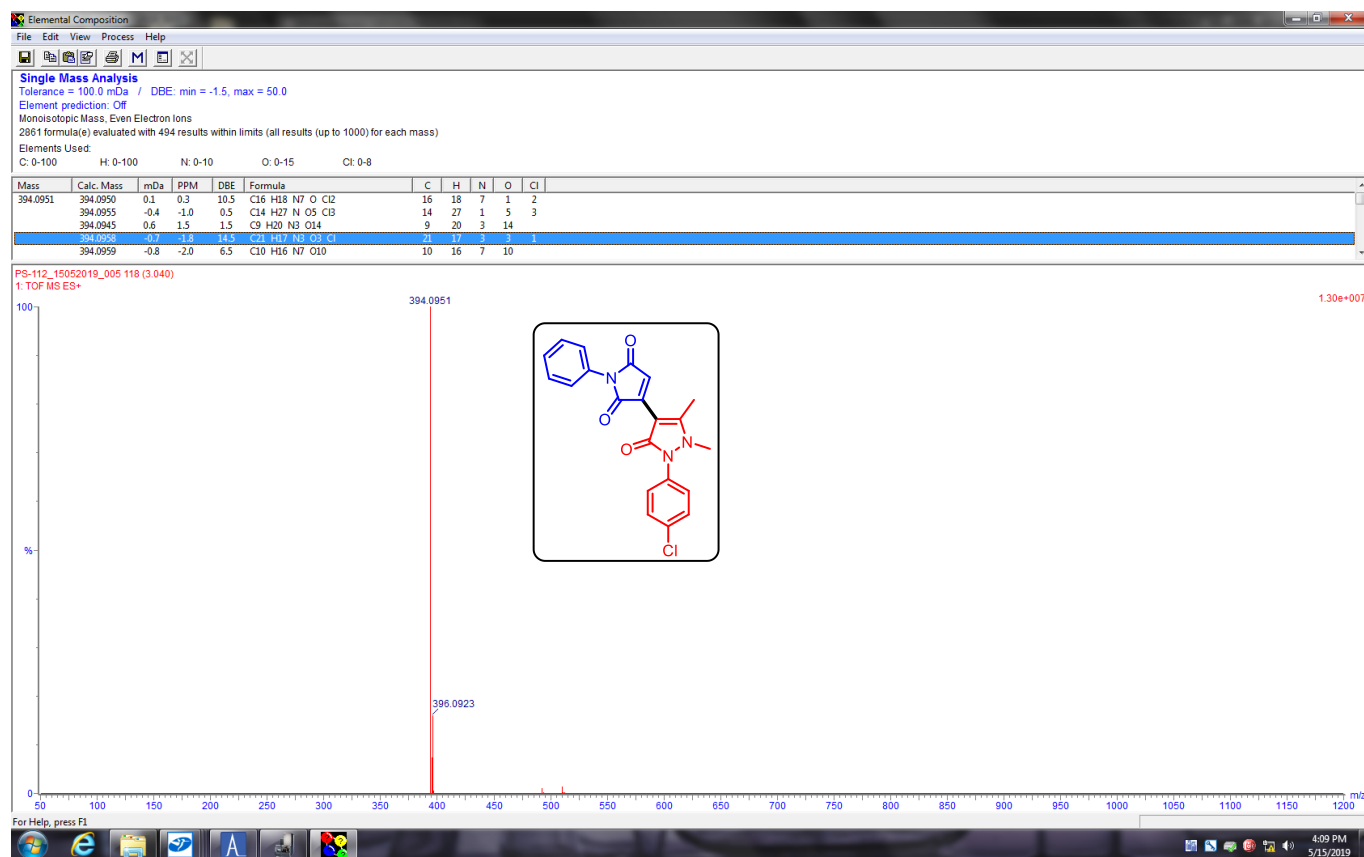 Elemental Composition
File Edit View Process Help
M
Single Mass Analysis
Tolerance = 100.0 mDa / DBE: min = -1.5, max = 50.0
Element prediction: Off
Monoisotopic Mass, Even Electron Ions
2861 formula(e) evaluated with 494 results within limits (all results (up to 1000) for each mass)
Elements Used:
C: 0-100 H: 0-100 N: 0-10 O: 0-15 Cl: 0-8
Mass Calc. Mass mDa PPM DBE Formula C H N O Cl
394.0951 394.0950 0.1 0.3 10.5 C16 H18 N7 O Cl2 16 18 7 1 2
394.0955 -0.4 -1.0 0.5 C14 H27 N O5 Cl3 14 27 1 5 3
394.0945 0.6 1.5 1.5 C9 H20 N3 O14 9 20 3 14
394.0958 -0.7 -1.8 14.5 C21 H17 N3 O3 Cl 21 17 3 3 1
394.0959 -0.8 -2.0 6.5 C10 H16 N7 O10 10 16 7 10
PS-112_15052019_005 118 (3.040)
1: TOF MS ES+
1.30e+007
394.0951
100
O
N
O
O
N
N
Cl
%
396.0923
0
50 100 150 200 250 300 350 400 450 500 550 600 650 700 750 800 850 900 950 1000 1050 1100 1150 1200
m/z
For Help, press F1
A
4:09 PM
5/15/2019